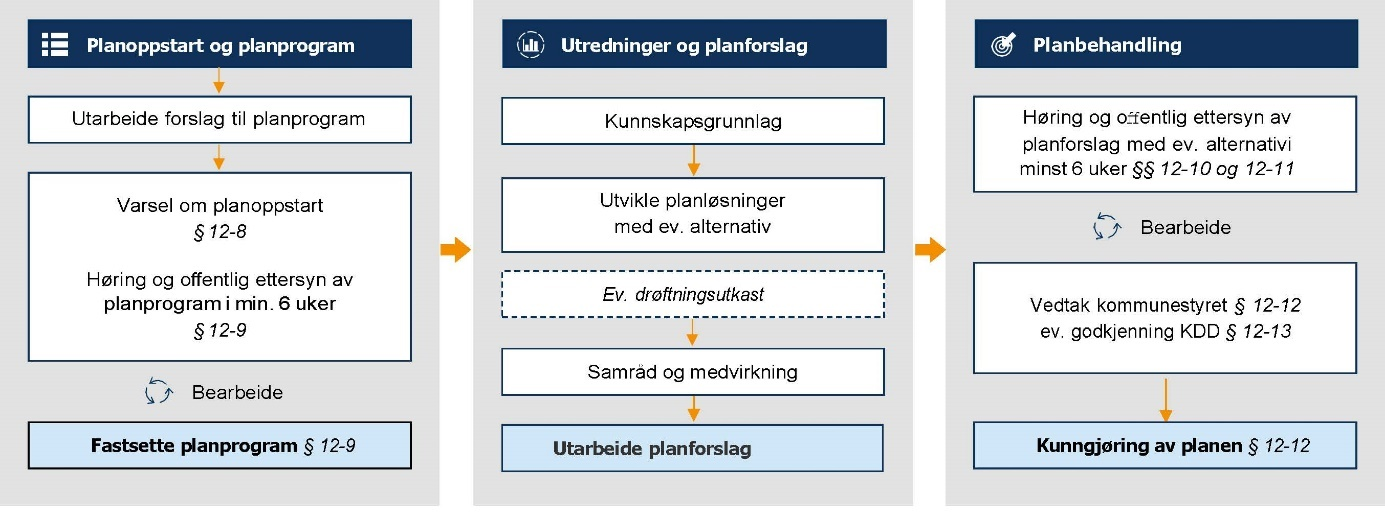 Planoppstart og planprogram
Utarbeide forslag til planprogram
Varsel om planoppstart
§ 12-8
Høring og offentlig ettersyn av
planprogram i min. 6 uker
§ 12-9
Bearbeide
Fastsette planprogram § 12-9
Utredninger og planforslag
Kunnskapsgrunnlag
Utvikle planløsninger
med ev. alternativ
Ev. drøftningsutkast
Samråd og medvirkning
Utarbeide planforslag
Planbehandling
Høring og offentlig ettersyn av
planforslag med ev. alternativi
minst 6 uker §§ 12-10 og 12-11
Bearbeide
Vedtak kommunestyret § 12-12
ev. godkjenning KDD § 12-13
Kunngjøring av planen § 12-12